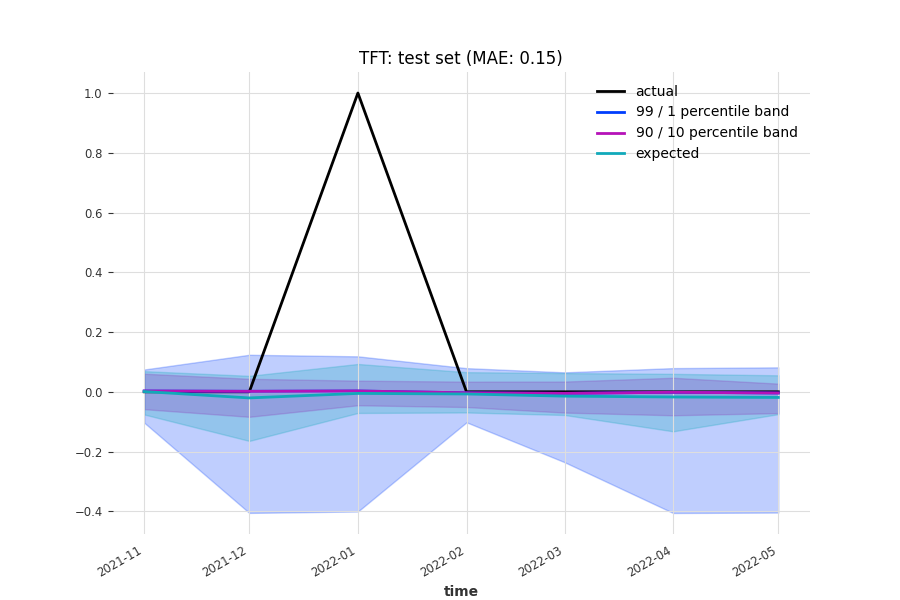 TFT: test set (MAE: 0.15)
actual
99 / 1 percentile band
90 / 10 percentile band
expected
1.0
0.8
0.6
0.4
0.2
0.0
−0.2
−0.4
2021-11
2021-12
2022-01
2022-02
2022-03
2022-04
2022-05
time